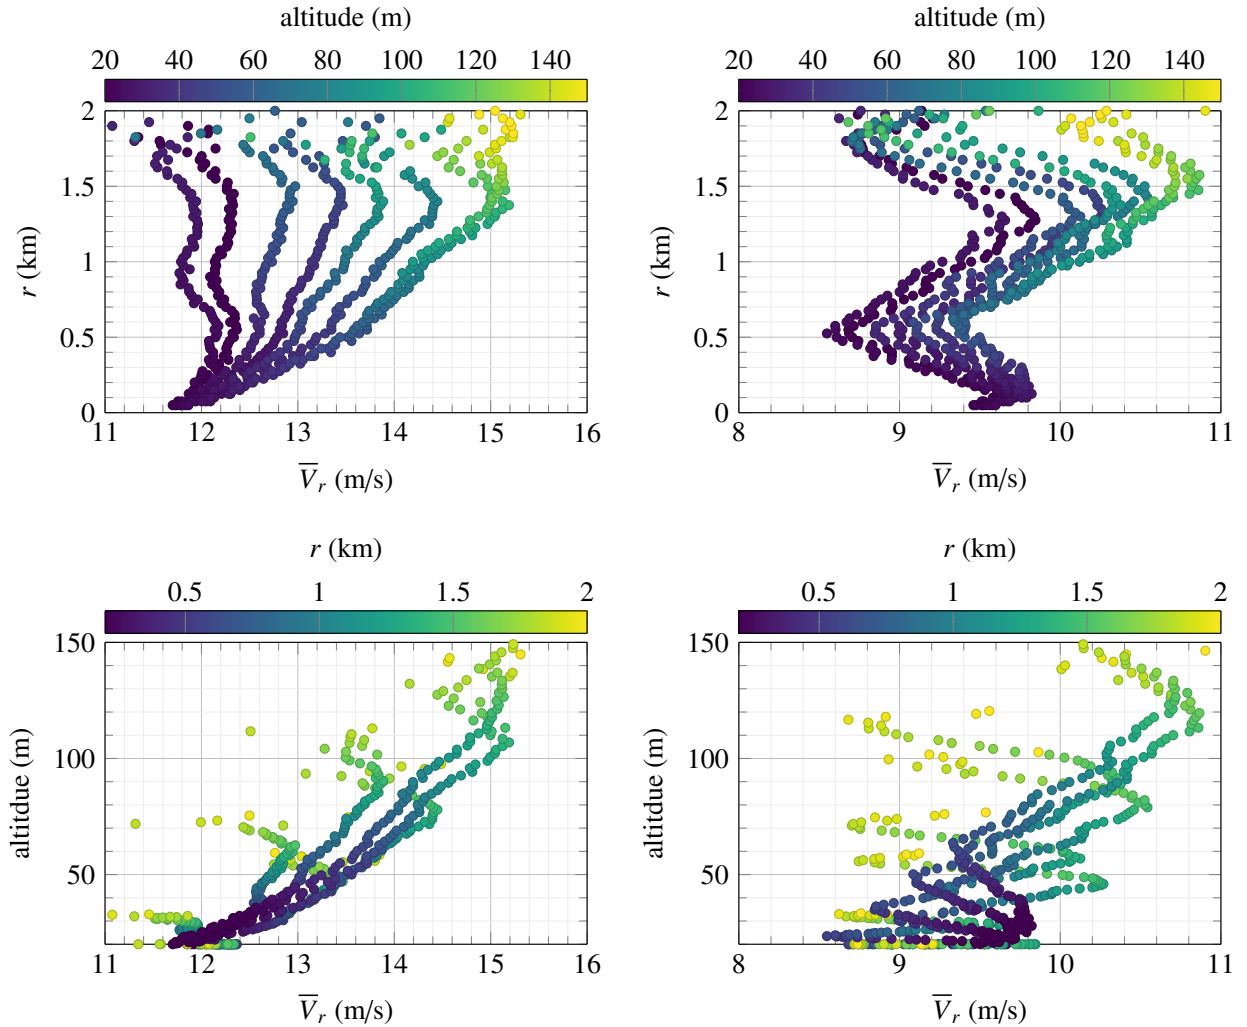 altitude (m) altitude (m)
20 40 60 80 100 120 140 20 40 60 80 100 120 140
2 2
1.5 1.5
r (km) 1 r (km) 1
0.5 0.5
0 0
11 12 13 14 15 16 8 9 10 11
V̅r (m/s) V̅r (m/s)
r (km) r (km)
0.5 1 1.5 2 0.5 1 1.5 2
150 150
altitdue (m) 100 altitdue (m) 100
50 50
11 12 13 14 15 16 8 9 10 11
V̅r (m/s) V̅r (m/s)